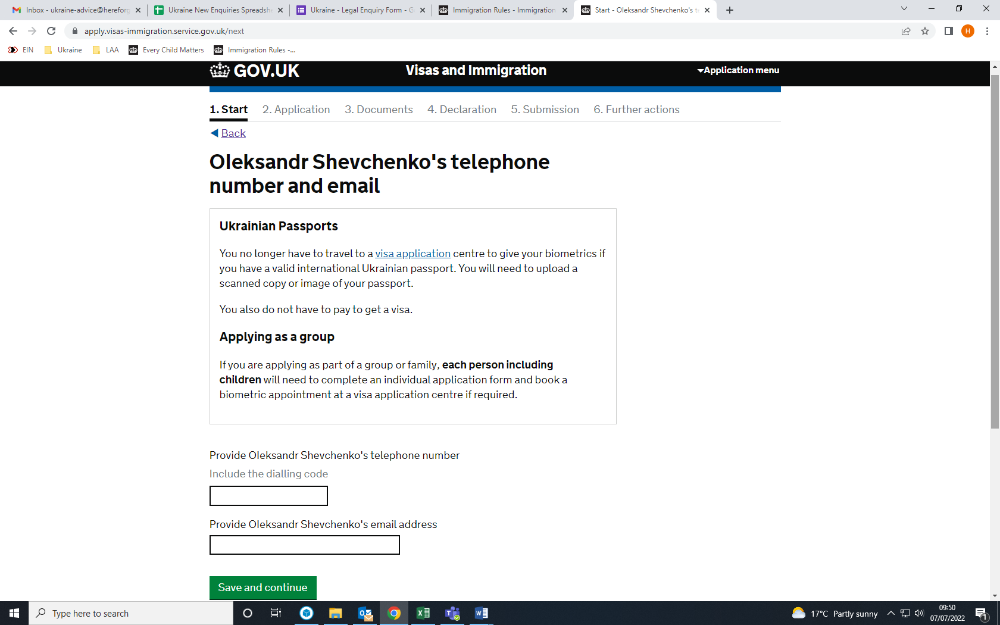 Inbox - ukraine-advice@hereforg
Ukraine New Enquiries Spreadshe
Ukraine - Legal Enquiry Form - G
Immigration Rules - Immigration
Start - Oleksandr Shevchenko's te
apply.visas-immigration.service.gov.uk/next
H
EIN
Ukraine
LAA
Every Child Matters
Immigration Rules -...
GOV.UK
Visas and Immigration
Application menu
1. Start
2. Application
3. Documents
4. Declaration
5. Submission
6. Further actions
Back
Oleksandr Shevchenko's telephone
number and email
Ukrainian Passports
You no longer have to travel to a visa application centre to give your biometrics if
you have a valid international Ukrainian passport. You will need to upload a
scanned copy or image of your passport.
You also do not have to pay to get a visa.
Applying as a group
If you are applying as part of a group or family, each person including
children will need to complete an individual application form and book a
biometric appointment at a visa application centre if required.
Provide Oleksandr Shevchenko's telephone number
Include the dialling code
Provide Oleksandr Shevchenko's email address
Save and continue
Type here to search
17°C Partly sunny
09:50
07/07/2022
1